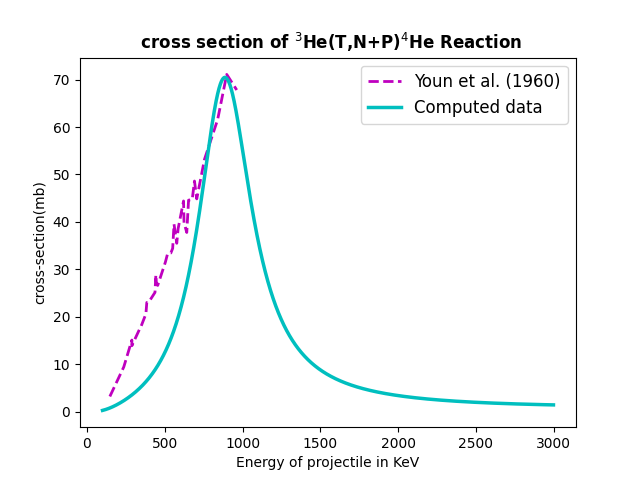 cross section of ³He(T,N+P)⁴He Reaction
Youn et al. (1960)
Computed data
cross-section(mb)
70
60
50
40
30
20
10
0
0 500 1000 1500 2000 2500 3000
Energy of projectile in KeV